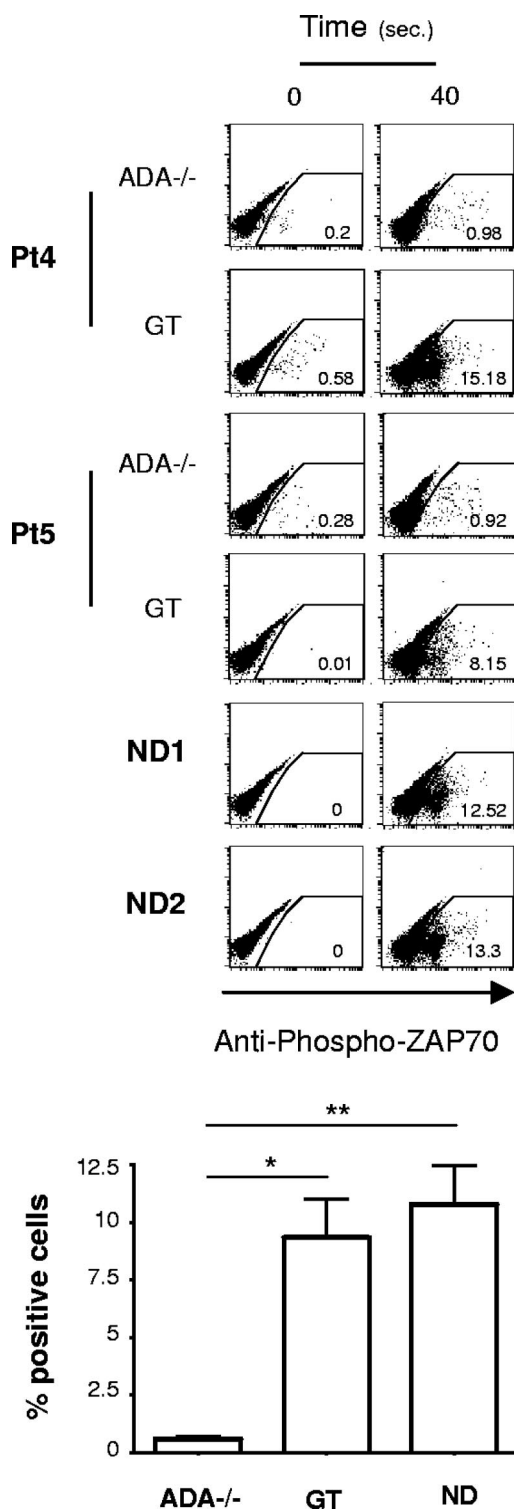 Time (sec.)
0 40
Pt4
ADA-/-
0.2 0.98
GT
0.58 15.18
Pt5
ADA-/-
0.28 0.92
GT
0.01 8.15
ND1
0 12.52
ND2
0 13.3
Anti-Phospho-ZAP70
**
*
% positive cells
12.5
10
7.5
5
2.5
0
ADA-/- GT ND